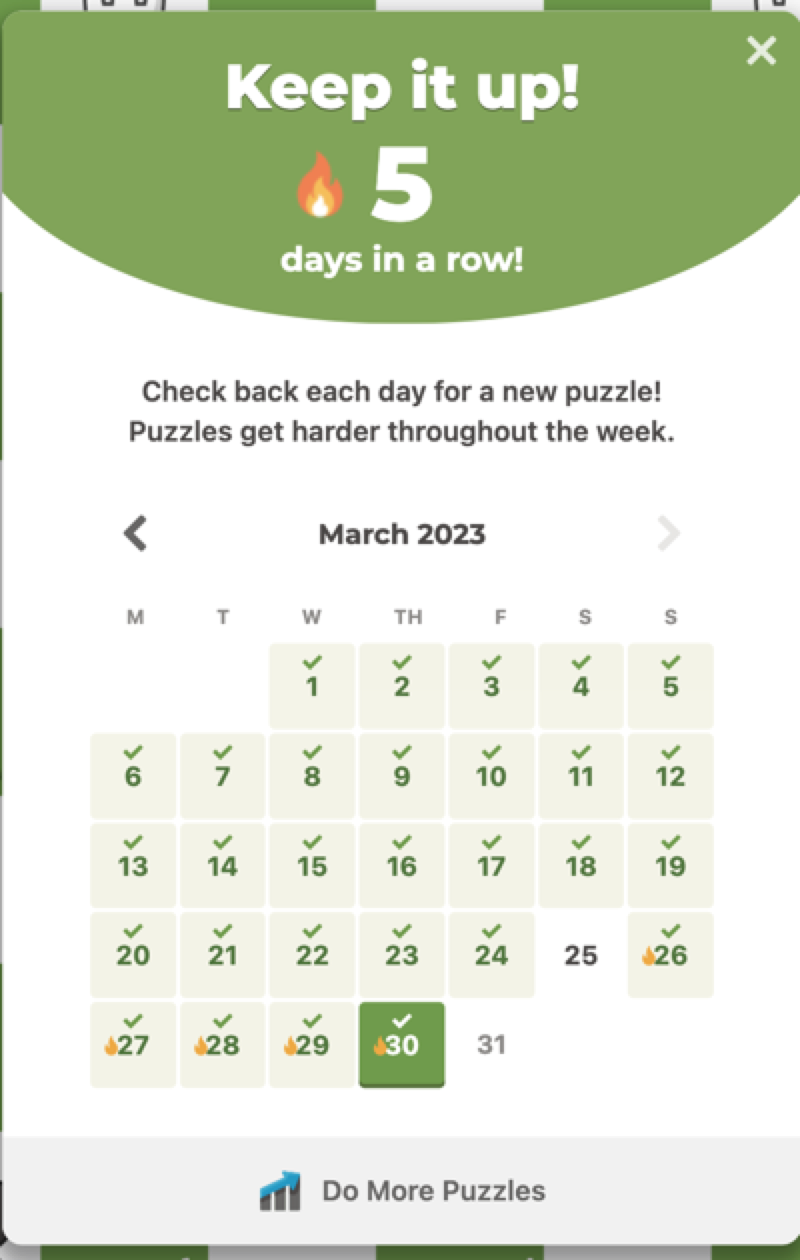 Keep it up!
5
days in a row!
Check back each day for a new puzzle!
Puzzles get harder throughout the week.
March 2023
M T W TH F S S
1 2 3 4 5
6 7 8 9 10 11 12
13 14 15 16 17 18 19
20 21 22 23 24 25 26
27 28 29 30 31
Do More Puzzles